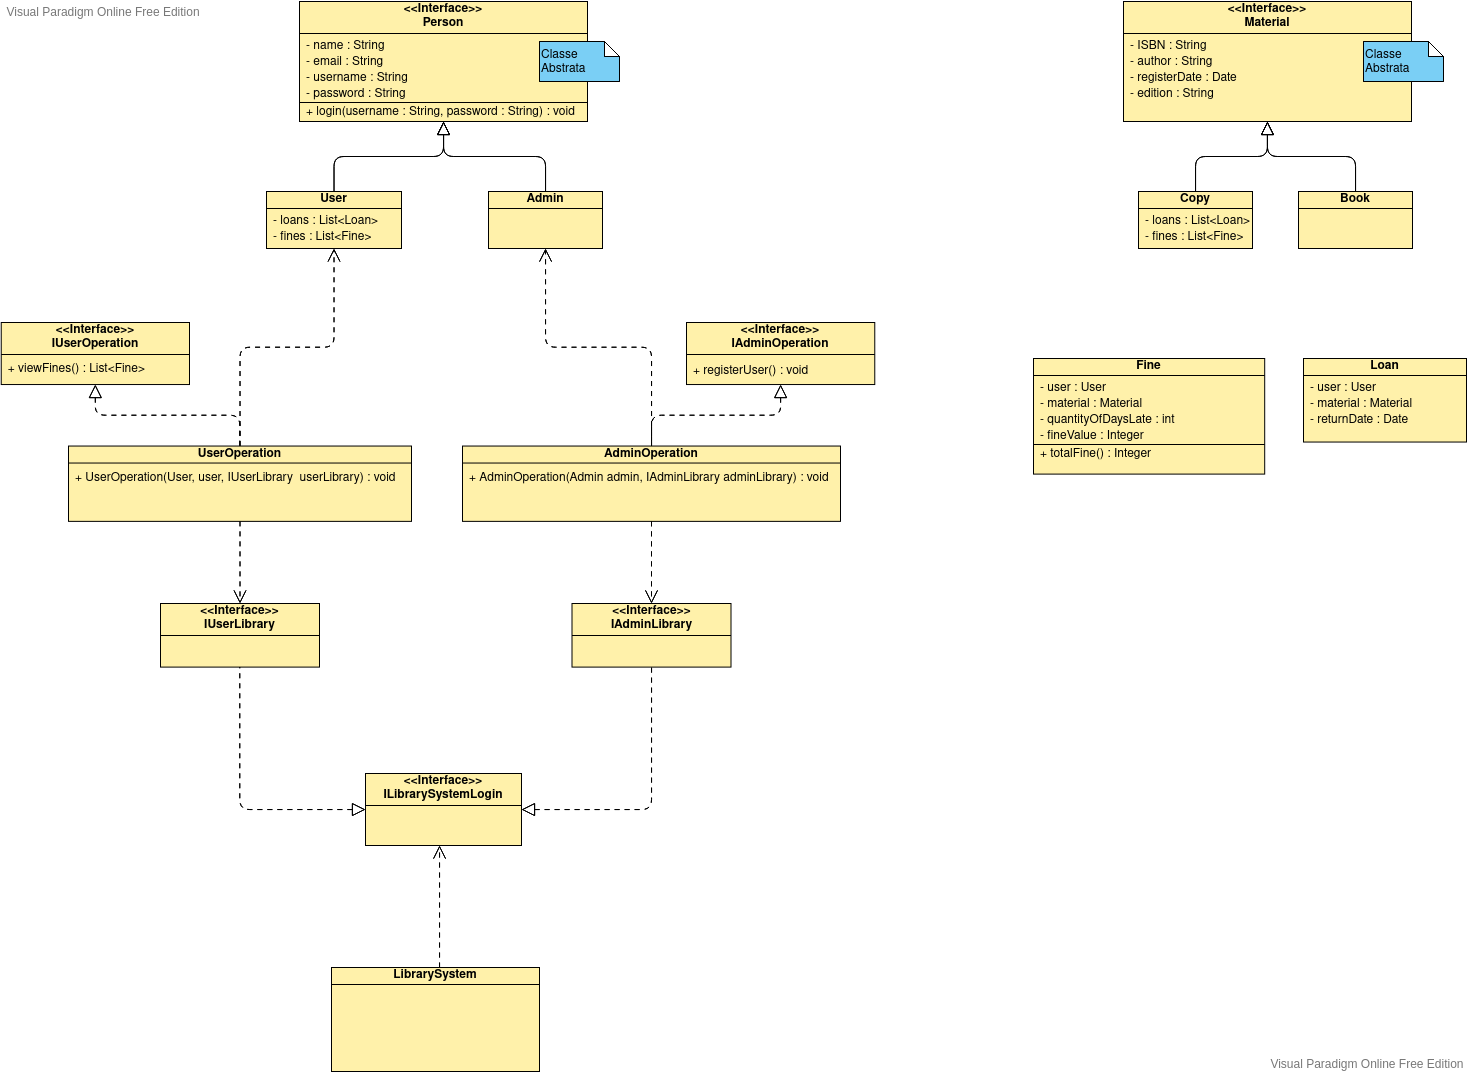 Visual Paradigm Online Free Edition
<<Interface>>
Person
- name : String
- email : String
- username : String
- password : String
+ login(username : String, password : String) : void
Classe
Abstrata
<<Interface>>
Material
- ISBN : String
- author : String
- registerDate : Date
- edition : String
Classe
Abstrata
User
- loans : List<Loan>
- fines : List<Fine>
Admin
Copy
- loans : List<Loan>
- fines : List<Fine>
Book
<<Interface>>
IUserOperation
+ viewFines() : List<Fine>
<<Interface>>
IAdminOperation
+ registerUser() : void
Fine
- user : User
- material : Material
- quantityOfDaysLate : int
- fineValue : Integer
+ totalFine() : Integer
Loan
- user : User
- material : Material
- returnDate : Date
UserOperation
+ UserOperation(User, user, IUserLibrary  userLibrary) : void
AdminOperation
+ AdminOperation(Admin admin, IAdminLibrary adminLibrary) : void
<<Interface>>
IUserLibrary
<<Interface>>
IAdminLibrary
<<Interface>>
ILibrarySystemLogin
LibrarySystem
Visual Paradigm Online Free Edition